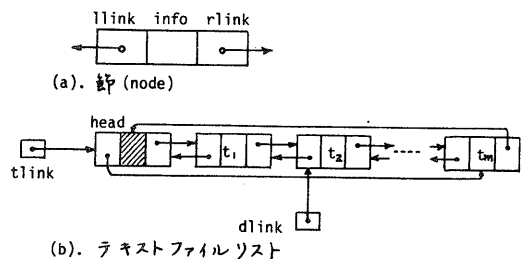 llink info rlink
(a). 節 (node)
head
t1 t2 tm
tlink
dlink
(b). テキストファイルリスト